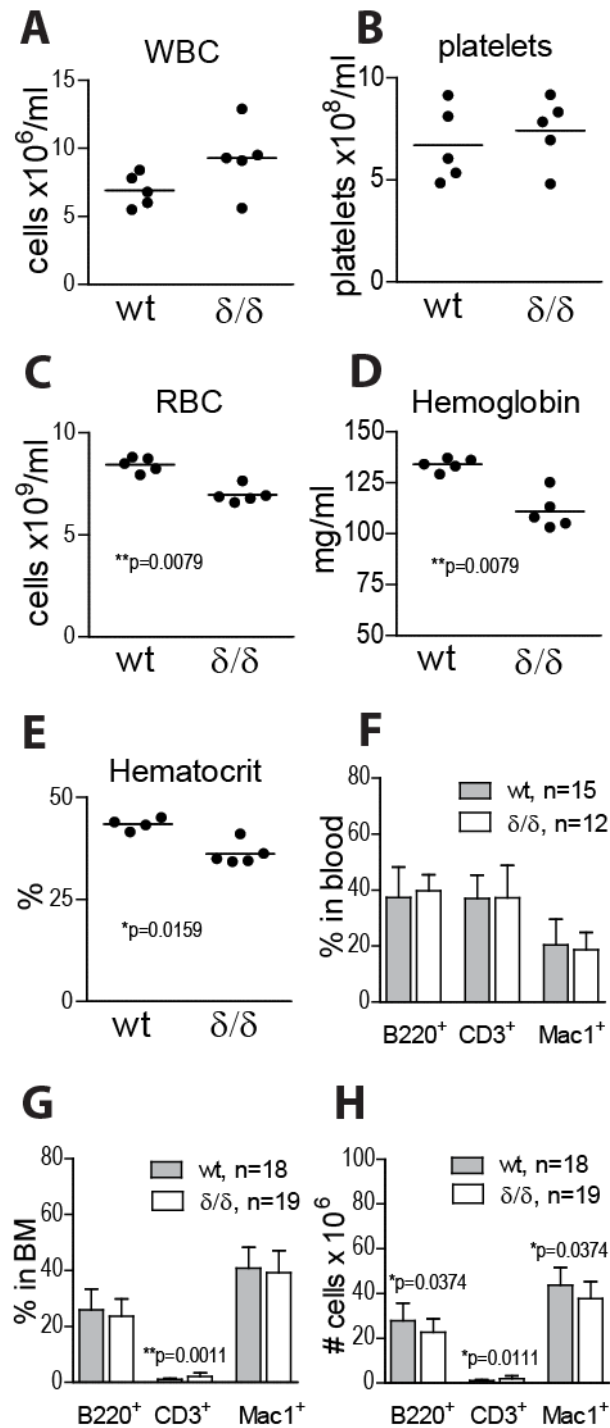 A
WBC
cells x10⁶/ml
15
10
5
0
wt
δ/δ
B
platelets
platelets x10⁸/ml
10
5
0
wt
δ/δ
C
RBC
cells x10⁹/ml
10
5
0
**p=0.0079
wt
δ/δ
D
Hemoglobin
mg/ml
150
125
100
75
50
**p=0.0079
wt
δ/δ
E
Hematocrit
%
50
25
0
*p=0.0159
wt
δ/δ
F
% in blood
80
60
40
20
0
wt, n=15
δ/δ, n=12
B220⁺ CD3⁺ Mac1⁺
G
% in BM
80
60
40
20
0
wt, n=18
δ/δ, n=19
**p=0.0011
B220⁺ CD3⁺ Mac1⁺
H
# cells x 10⁶
100
80
60
40
20
0
wt, n=18
δ/δ, n=19
*p=0.0374
*p=0.0374
*p=0.0111
B220⁺ CD3⁺ Mac1⁺